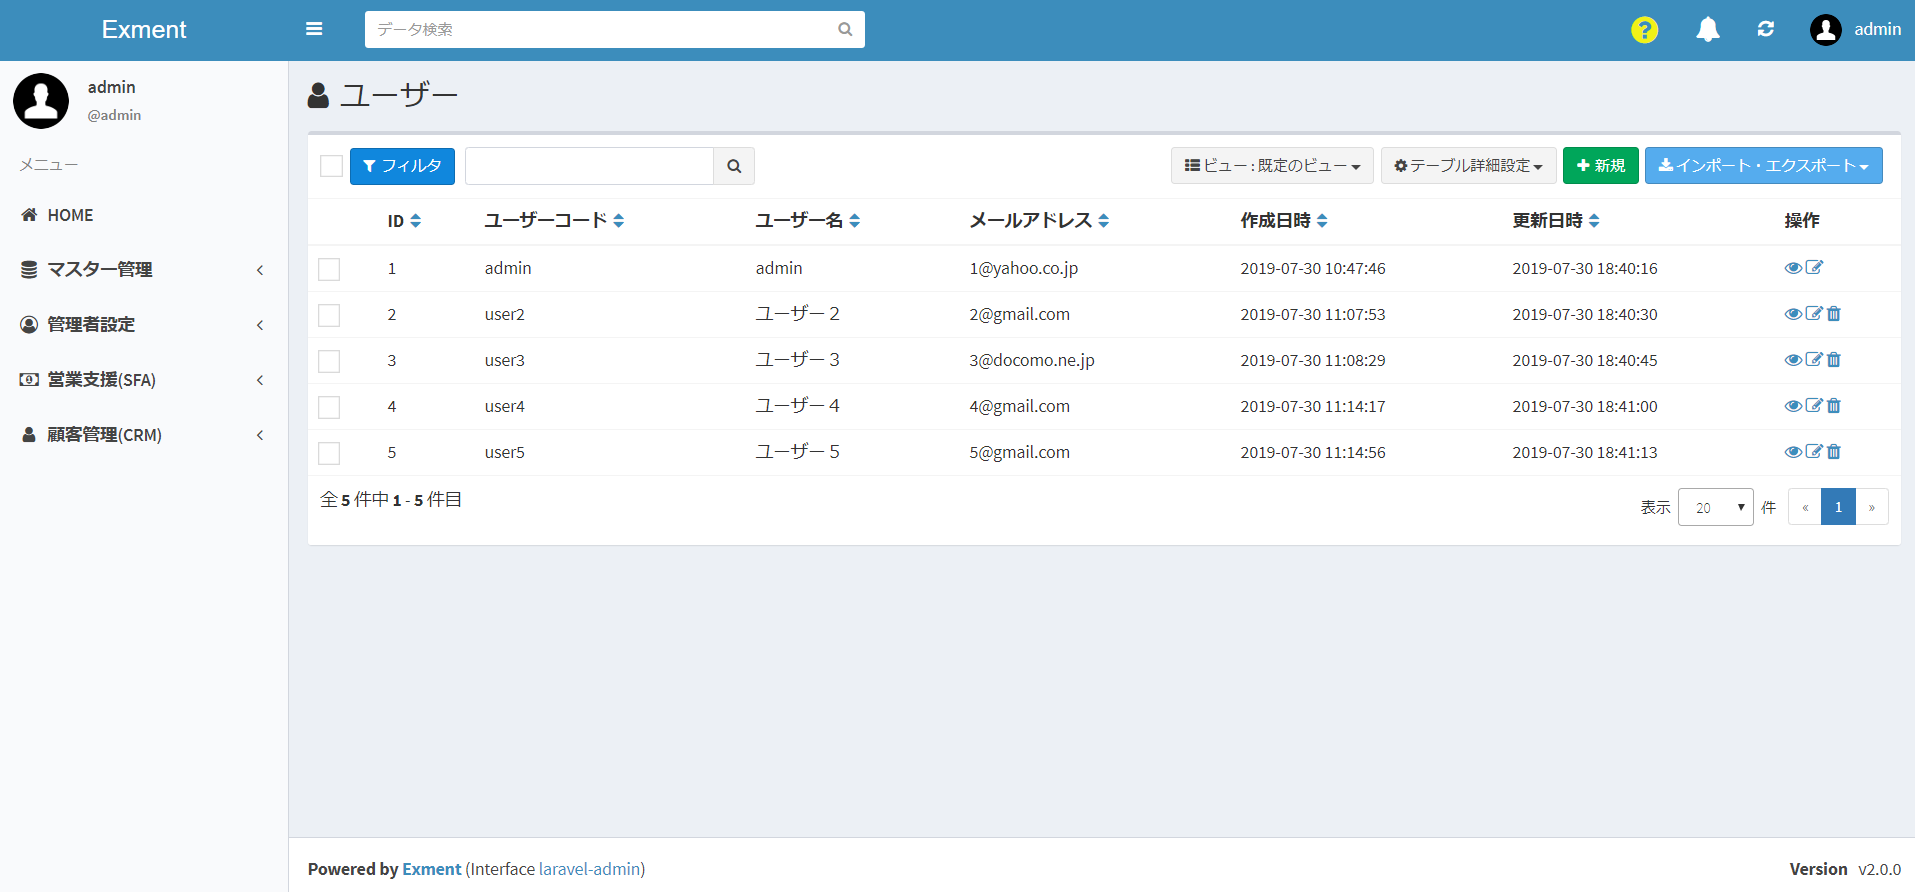 Exment
データ検索
?
admin
admin
@admin
メニュー
HOME
マスター管理
管理者設定
営業支援(SFA)
顧客管理(CRM)
ユーザー
フィルタ
ビュー : 既定のビュー
テーブル詳細設定
新規
インポート・エクスポート
ID ユーザーコード ユーザー名 メールアドレス 作成日時 更新日時 操作
1 admin admin 1@yahoo.co.jp 2019-07-30 10:47:46 2019-07-30 18:40:16
2 user2 ユーザー２ 2@gmail.com 2019-07-30 11:07:53 2019-07-30 18:40:30
3 user3 ユーザー３ 3@docomo.ne.jp 2019-07-30 11:08:29 2019-07-30 18:40:45
4 user4 ユーザー４ 4@gmail.com 2019-07-30 11:14:17 2019-07-30 18:41:00
5 user5 ユーザー５ 5@gmail.com 2019-07-30 11:14:56 2019-07-30 18:41:13
全 5 件中 1 - 5 件目
表示 20 件 « 1 »
Powered by Exment (Interface laravel-admin)
Version v2.0.0